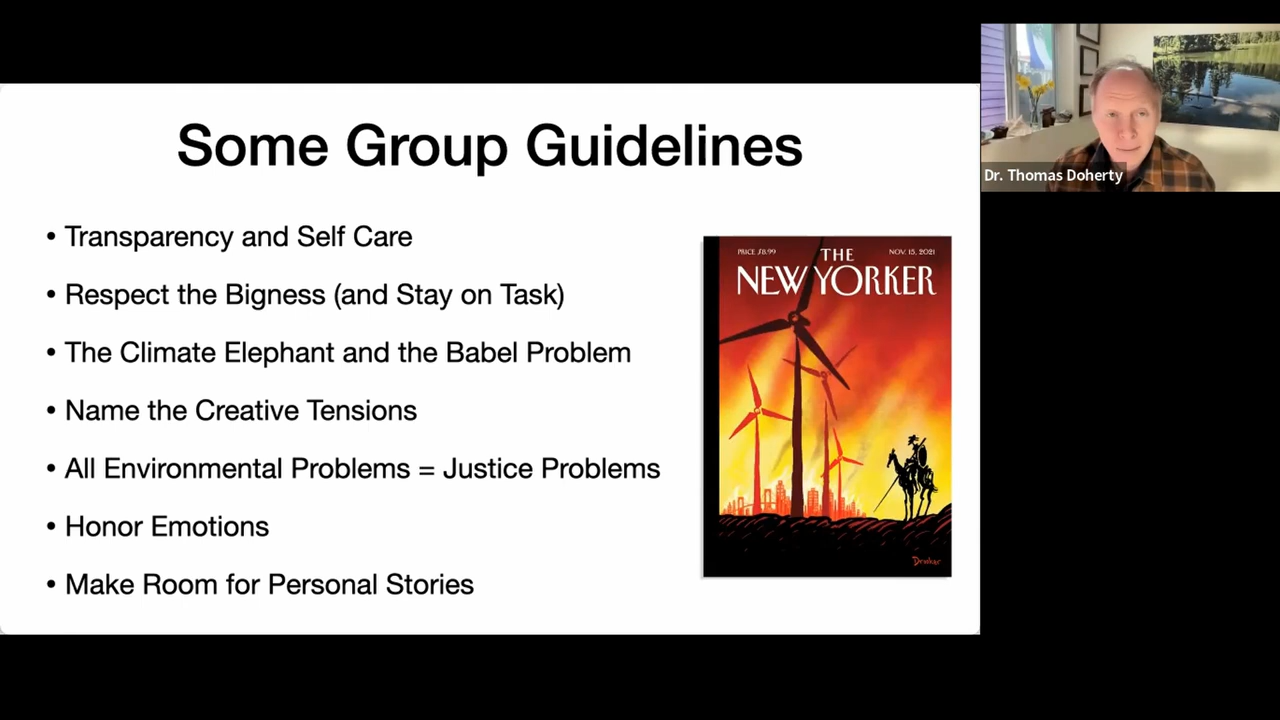 Some Group Guidelines
• Transparency and Self Care
• Respect the Bigness (and Stay on Task)
• The Climate Elephant and the Babel Problem
• Name the Creative Tensions
• All Environmental Problems = Justice Problems
• Honor Emotions
• Make Room for Personal Stories
PRICE $8.99
THE
NOV. 15, 2021
NEW YORKER
Drooker
Dr. Thomas Doherty